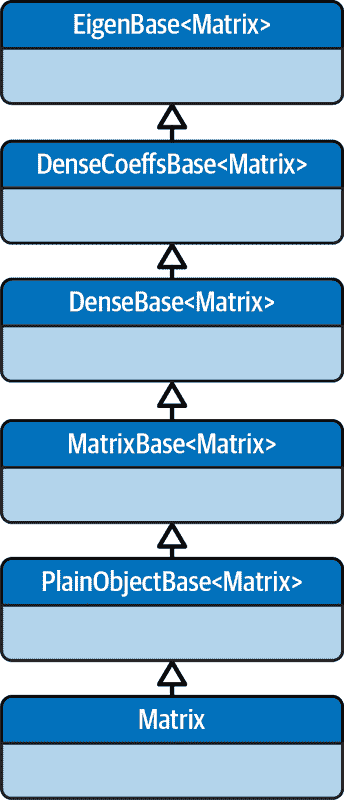 EigenBase<Matrix>
DenseCoeffsBase<Matrix>
DenseBase<Matrix>
MatrixBase<Matrix>
PlainObjectBase<Matrix>
Matrix